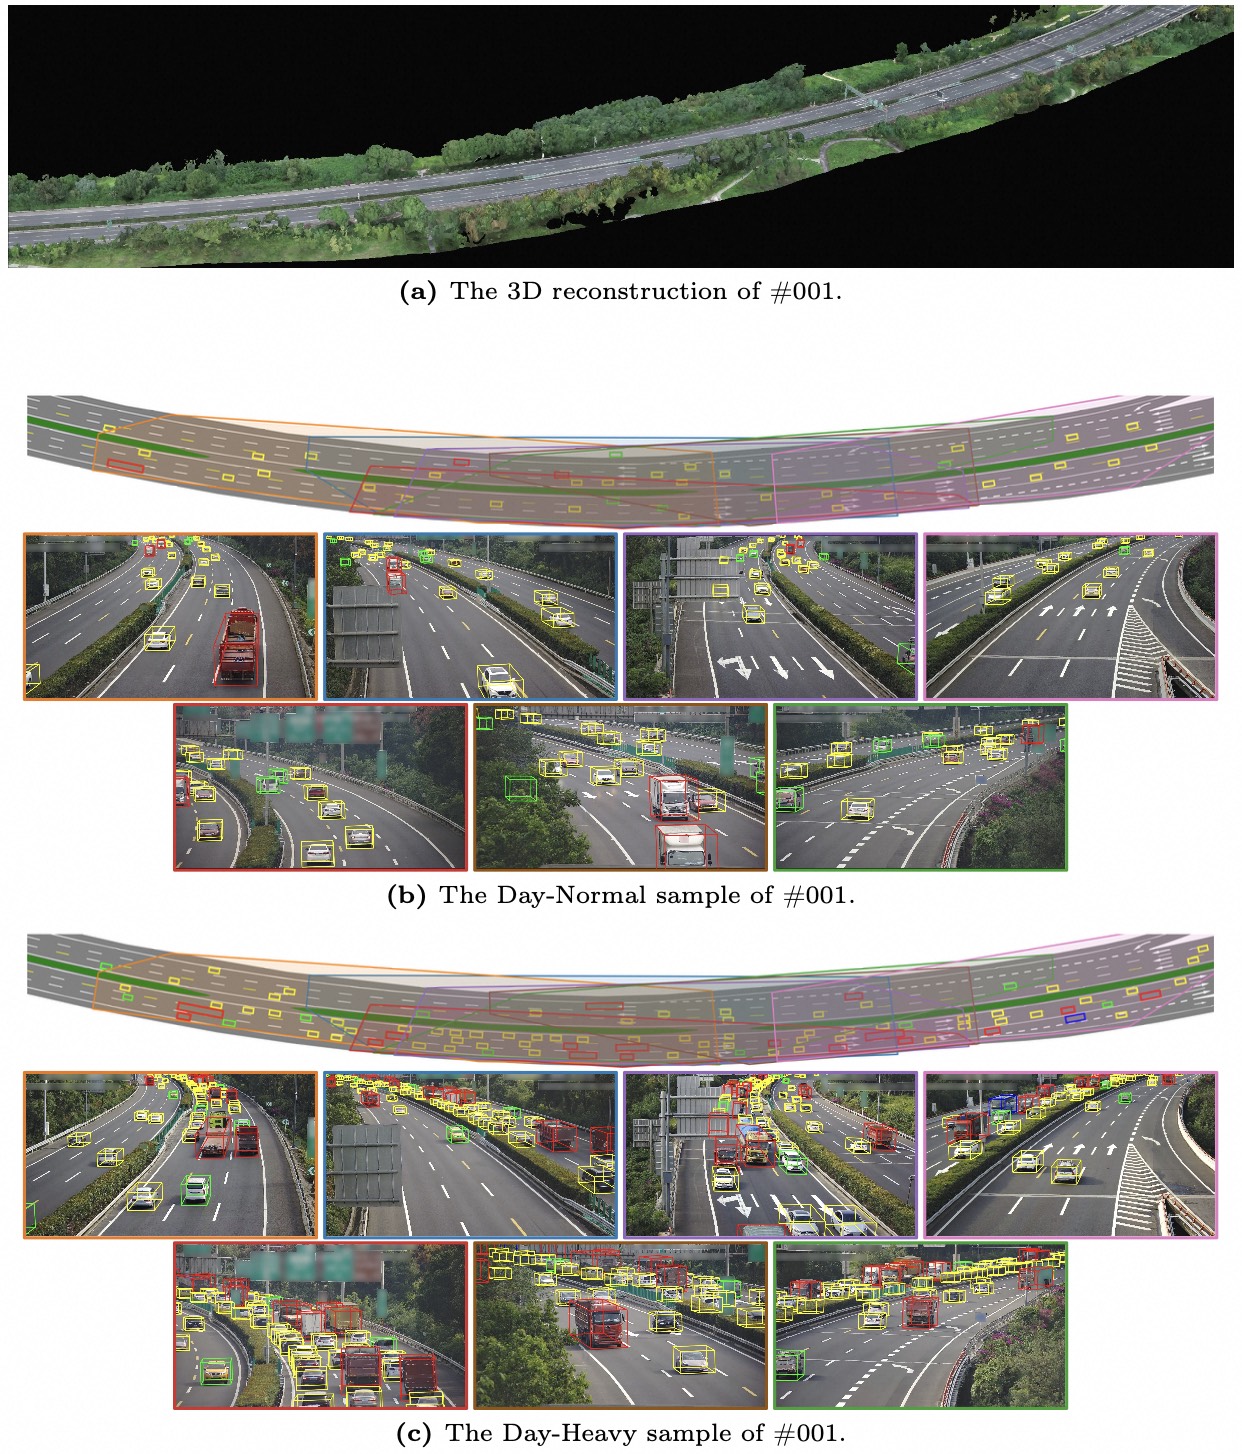 (a) The 3D reconstruction of #001.
(b) The Day-Normal sample of #001.
(c) The Day-Heavy sample of #001.